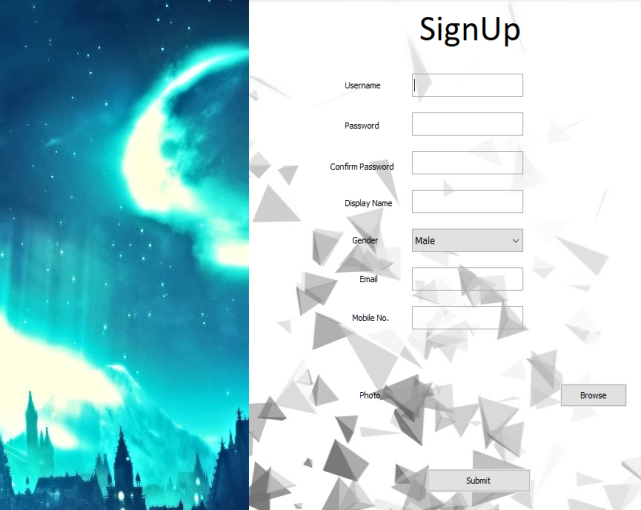 SignUp
Username
Password
Confirm Password
Display Name
Gender Male
Email
Mobile No.
Photo Browse
Submit